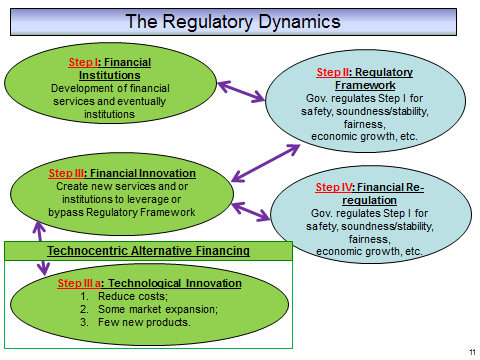 The Regulatory Dynamics
Step I: Financial
Institutions
Development of financial
services and eventually
institutions
Step II: Regulatory
Framework
Gov. regulates Step I for
safety, soundness/stability,
fairness,
economic growth, etc.
Step III: Financial Innovation
Create new services and or
institutions to leverage or
bypass Regulatory Framework
Step IV: Financial Re-
regulation
Gov. regulates Step I for
safety, soundness/stability,
fairness,
economic growth, etc.
Technocentric Alternative Financing
Step III a: Technological Innovation
1. Reduce costs;
2. Some market expansion;
3. Few new products.
11